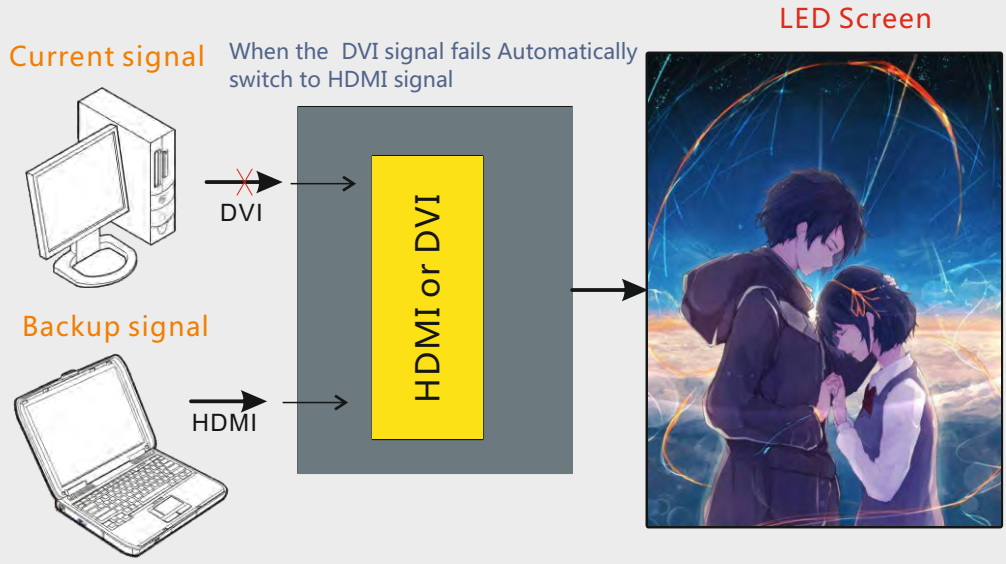 LED Screen
Current signal
When the DVI signal fails Automatically
switch to HDMI signal
DVI
HDMI or DVI
Backup signal
HDMI